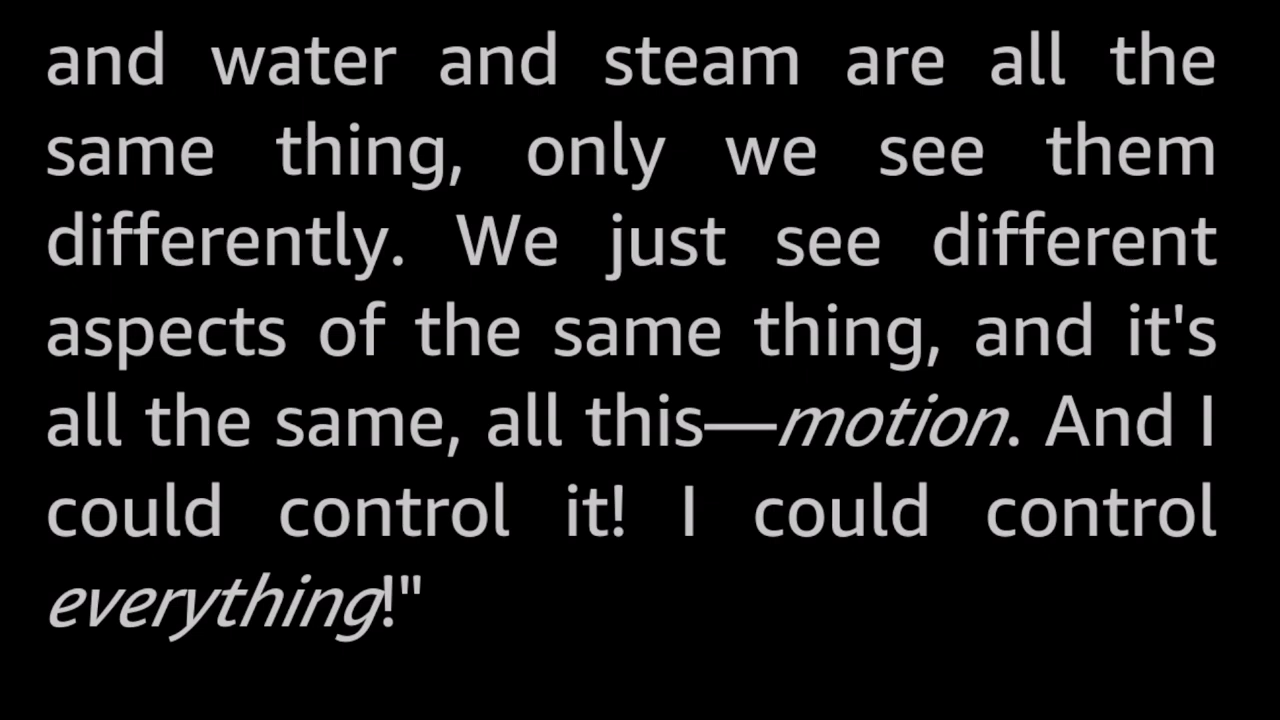 and water and steam are all the
same thing, only we see them
differently. We just see different
aspects of the same thing, and it's
all the same, all this—motion. And I
could control it! I could control
everything!"